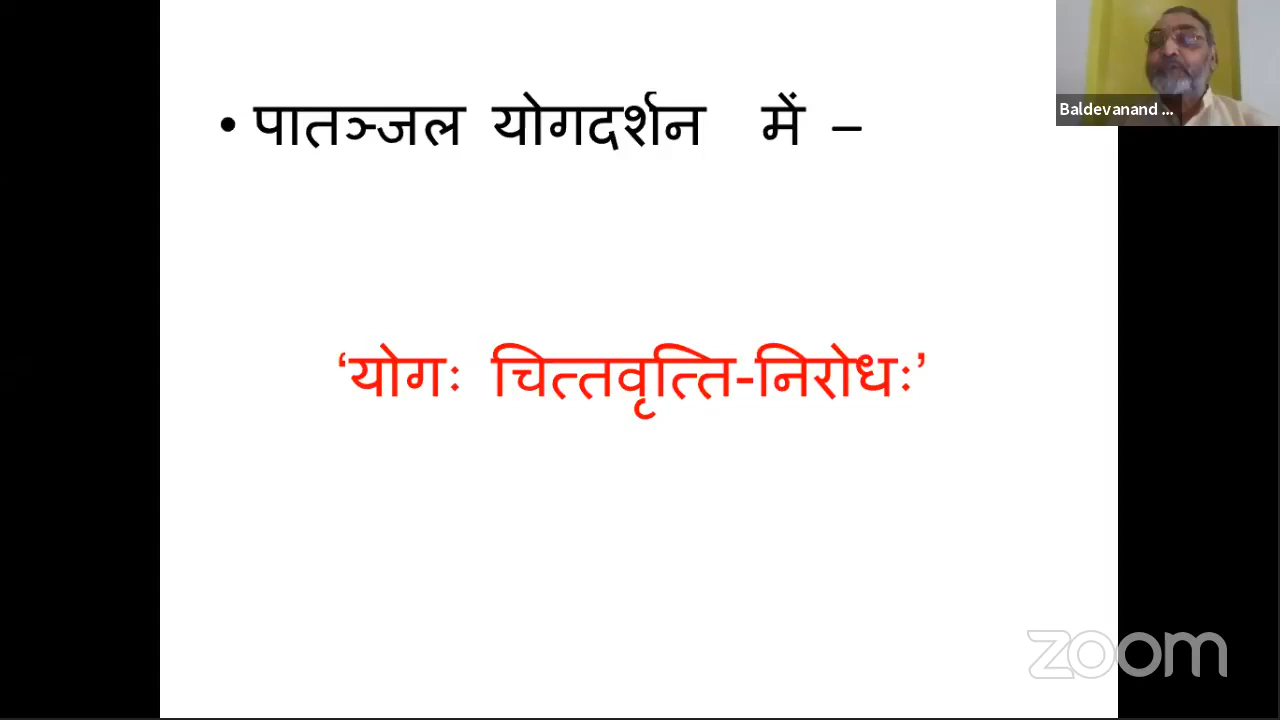 • पातञ्जल योगदर्शन में –
Baldevanand ...
‘योगः चित्तवृत्ति-निरोधः’
zoom